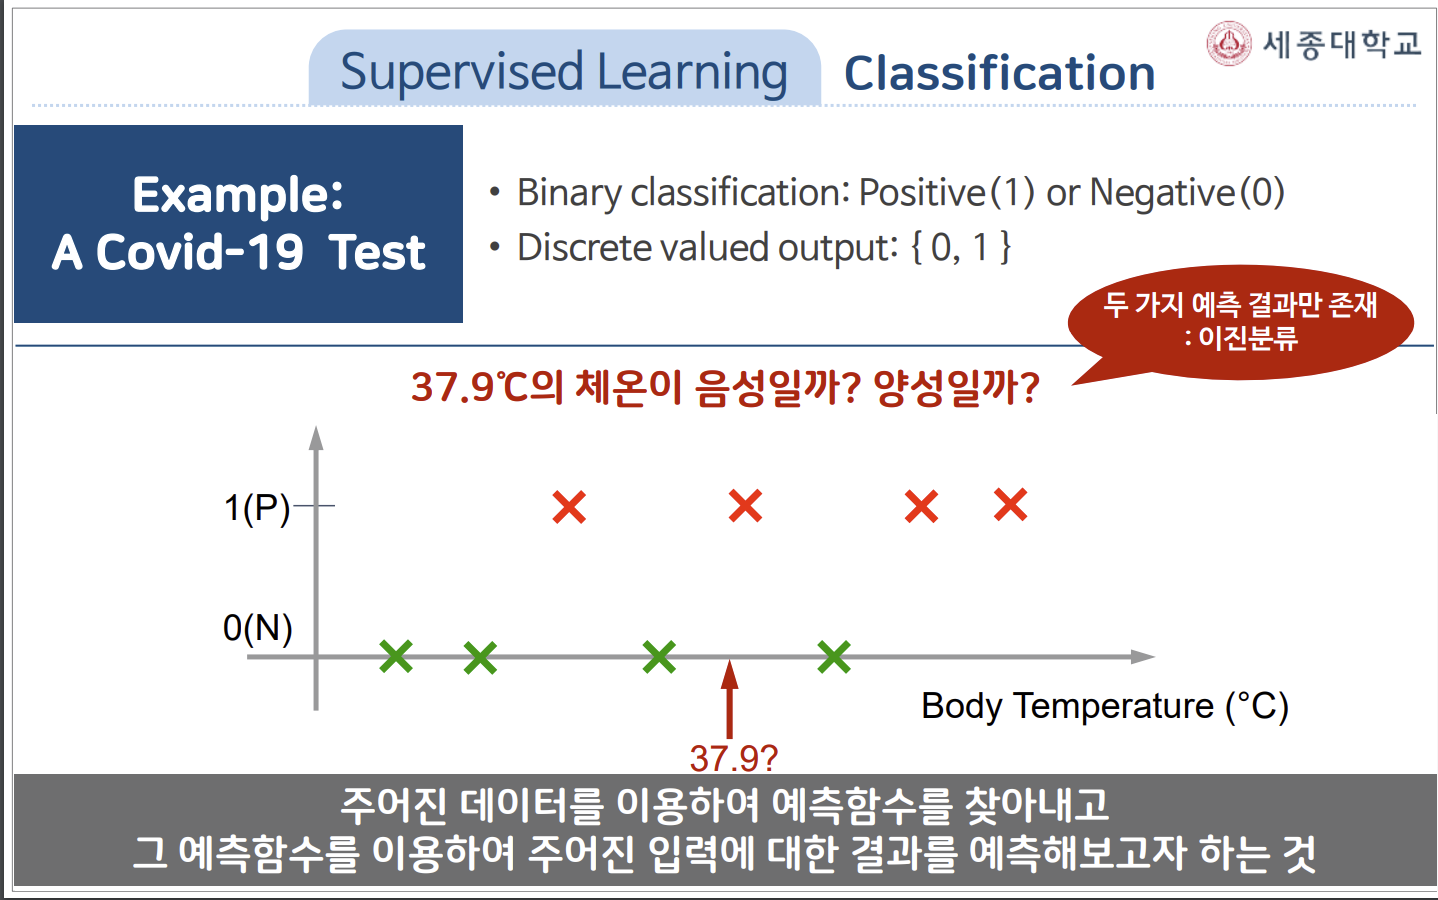 Supervised Learning
Classification
세종대학교
Example:
A Covid-19 Test
• Binary classification: Positive(1) or Negative(0)
• Discrete valued output: { 0, 1 }
두 가지 예측 결과만 존재
: 이진분류
37.9℃의 체온이 음성일까? 양성일까?
1(P)
0(N)
Body Temperature (°C)
37.9?
주어진 데이터를 이용하여 예측함수를 찾아내고
그 예측함수를 이용하여 주어진 입력에 대한 결과를 예측해보고자 하는 것